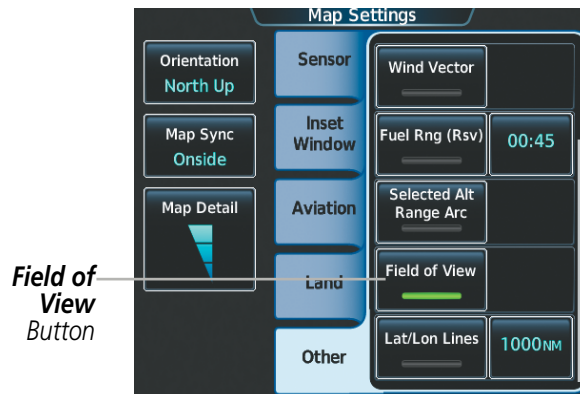 Map Settings
Orientation
North Up
Map Sync
Onside
Map Detail
Sensor
Inset
Window
Aviation
Land
Other
Wind Vector
Fuel Rng (Rsv)
00:45
Selected Alt
Range Arc
Field of View
Lat/Lon Lines
1000NM
Field of
View
Button